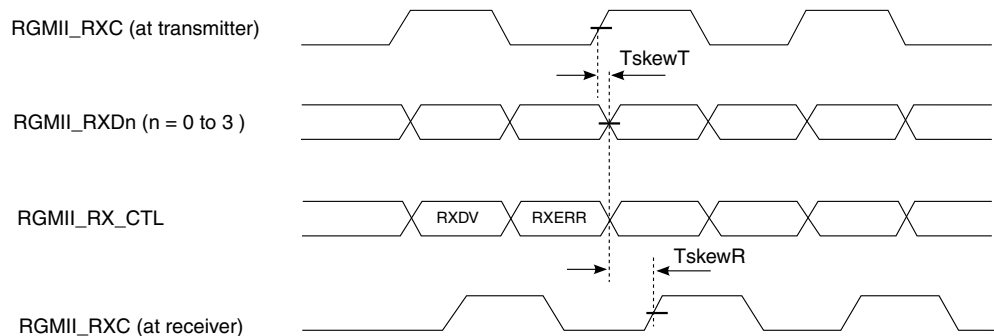 RGMII_RXC (at transmitter)
TskewT
RGMII_RXDn (n = 0 to 3 )
RGMII_RX_CTL
RXDV
RXERR
TskewR
RGMII_RXC (at receiver)